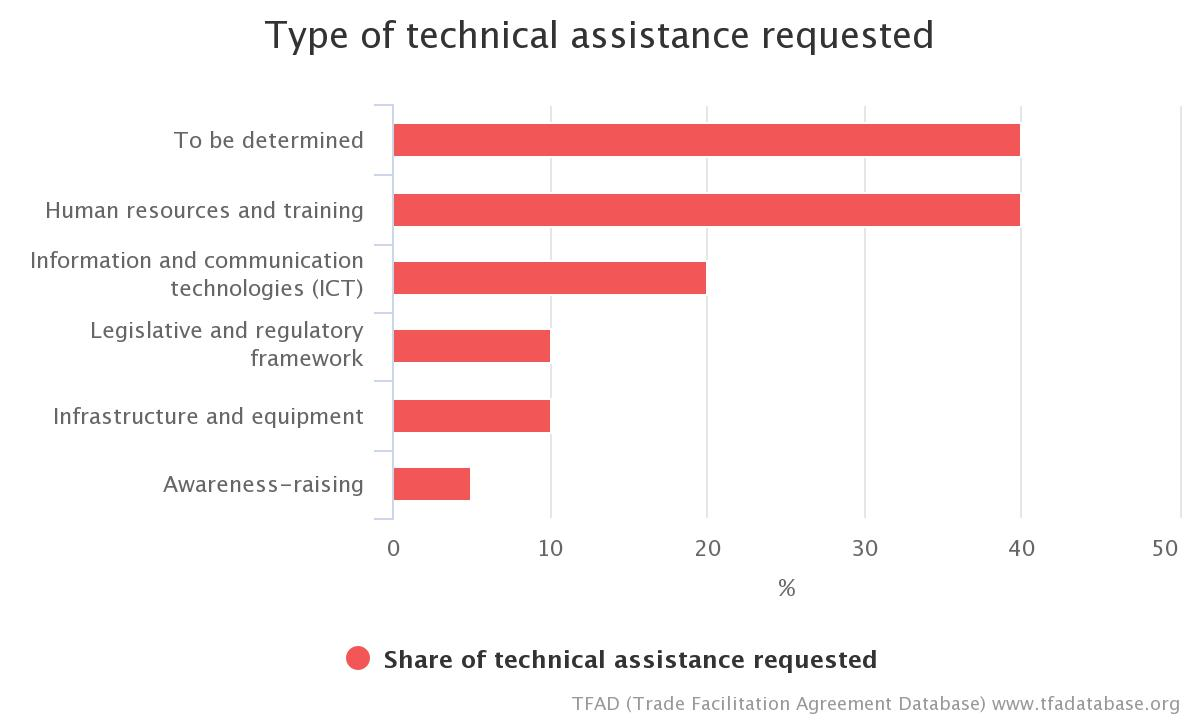 Type of technical assistance requested
To be determined
Human resources and training
Information and communication
technologies (ICT)
Legislative and regulatory
framework
Infrastructure and equipment
Awareness-raising
0 10 20 30 40 50
%
Share of technical assistance requested
TFAD (Trade Facilitation Agreement Database) www.tfadatabase.org